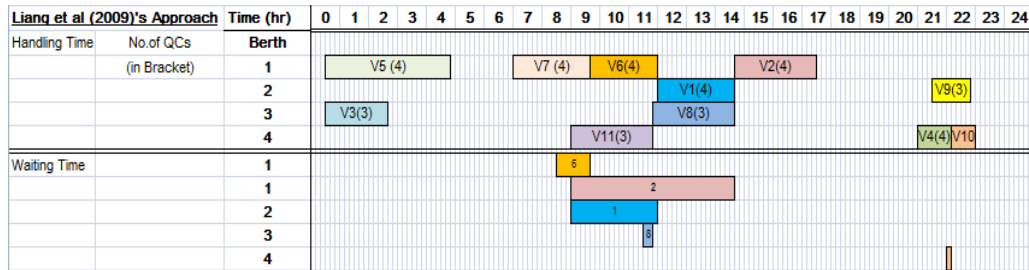 Liang et al (2009)'s Approach Time (hr) 0 1 2 3 4 5 6 7 8 9 10 11 12 13 14 15 16 17 18 19 20 21 22 23 24
Handling Time No.of QCs Berth
(in Bracket) 1 V5 (4) V7 (4) V6(4) V2(4)
2 V1(4) V9(3)
3 V3(3) V8(3)
4 V11(3) V4(4) V10
Waiting Time 1 6
1 2
2 1
3 8
4